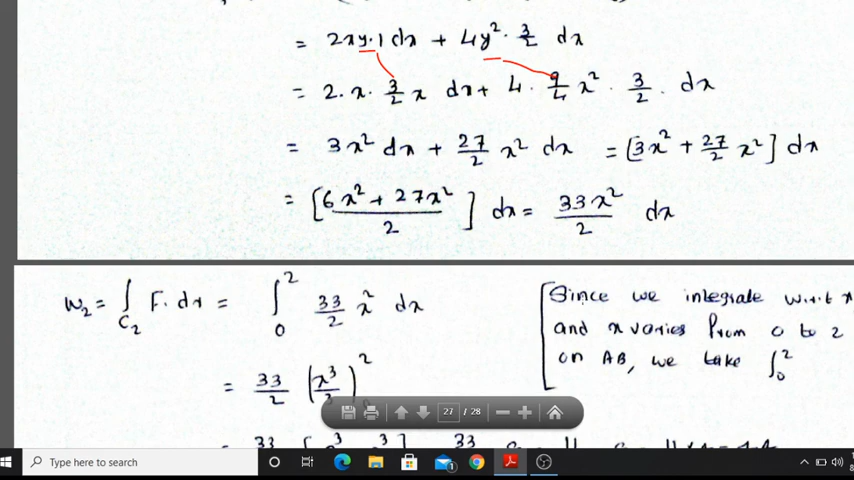 = 2xy·1 dx + 4y²· 3/2 dx
= 2·x· 3/2 x dx + 4· 9/4 x² · 3/2 · dx
= 3x² dx + 27/2 x² dx = [3x² + 27/2 x²] dx
= [6x² + 27x² / 2] dx = 33x²/2 dx
W₂ = ∫C₂ F. dx = ∫₀² 33/2 x² dx
= 33/2 (x³/3)²
[Since we integrate w.r.t x
and x varies from 0 to 2
on AB, we take ∫₀²
27 / 28
Type here to search